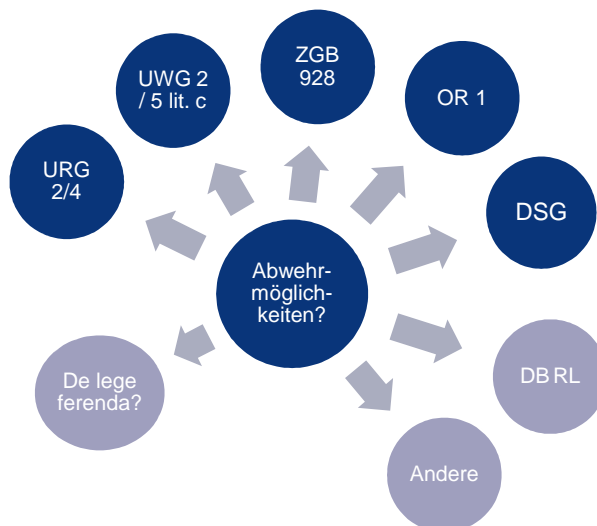 ZGB
928
UWG 2
/ 5 lit. c
OR 1
URG
2/4
DSG
Abwehr-
möglich-
keiten?
De lege
ferenda?
DB RL
Andere